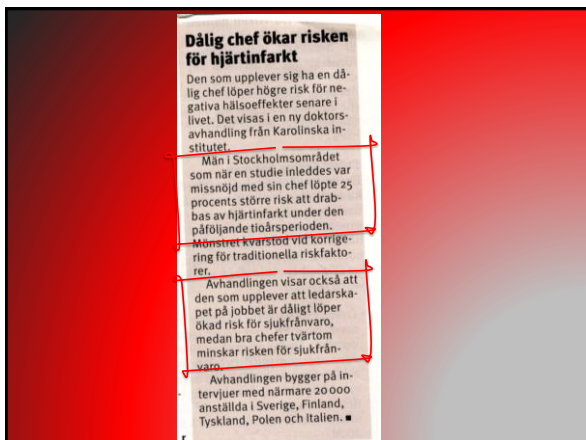 Dålig chef ökar risken
för hjärtinfarkt
Den som upplever sig ha en då-
lig chef löper högre risk för ne-
gativa hälsoeffekter senare i
livet. Det visas i en ny doktors-
avhandling från Karolinska in-
stitutet.
Män i Stockholmsområdet
som när en studie inleddes var
missnöjd med sin chef löpte 25
procents större risk att drab-
bas av hjärtinfarkt under den
påföljande tioårsperioden.
Mönstret kvarstod vid korrige-
ring för traditionella riskfakto-
rer.
Avhandlingen visar också att
den som upplever att ledarska-
pet på jobbet är dåligt löper
ökad risk för sjukfrånvaro,
medan bra chefer tvärtom
minskar risken för sjukfrån-
varo.
Avhandlingen bygger på in-
tervjuer med närmare 20 000
anställda i Sverige, Finland,
Tyskland, Polen och Italien. ■